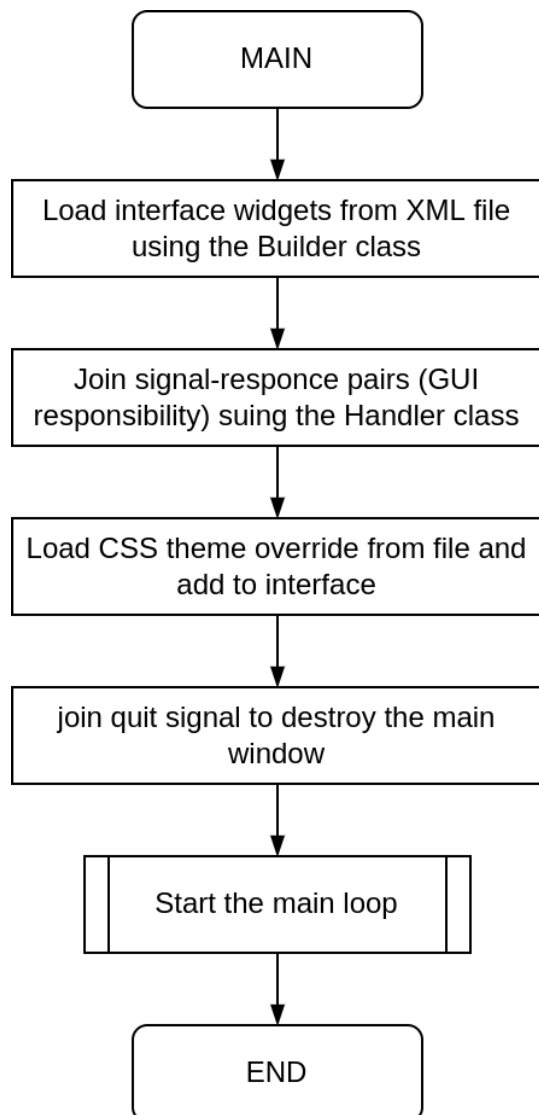 MAIN
Load interface widgets from XML file
using the Builder class
Join signal-responce pairs (GUI
responsibility) suing the Handler class
Load CSS theme override from file and
add to interface
join quit signal to destroy the main
window
Start the main loop
END